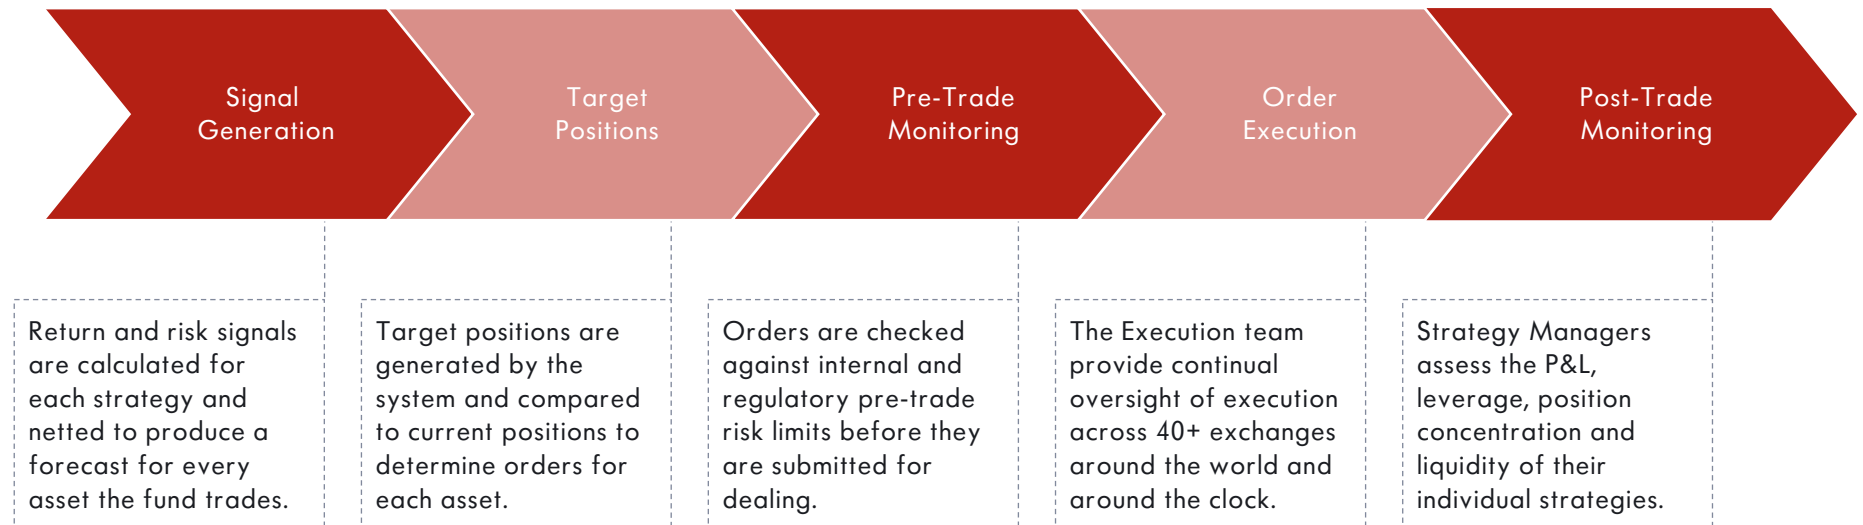 Signal
Generation
Target
Positions
Pre-Trade
Monitoring
Order
Execution
Post-Trade
Monitoring
Return and risk signals
are calculated for
each strategy and
netted to produce a
forecast for every
asset the fund trades.
Target positions are
generated by the
system and compared
to current positions to
determine orders for
each asset.
Orders are checked
against internal and
regulatory pre-trade
risk limits before they
are submitted for
dealing.
The Execution team
provide continual
oversight of execution
across 40+ exchanges
around the world and
around the clock.
Strategy Managers
assess the P&L,
leverage, position
concentration and
liquidity of their
individual strategies.